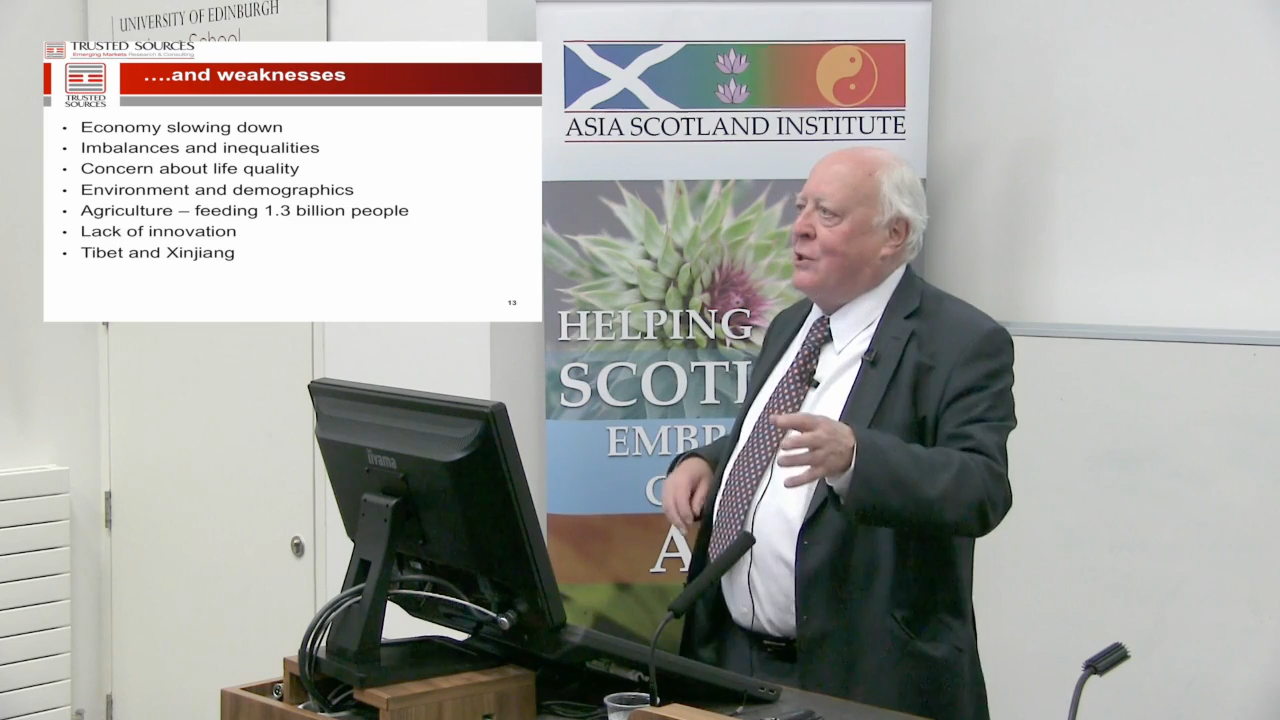 UNIVERSITY OF EDINBURGH
School
TRUSTED SOURCES
Emerging Markets Research & Consulting
TRUSTED
SOURCES
....and weaknesses
• Economy slowing down
• Imbalances and inequalities
• Concern about life quality
• Environment and demographics
• Agriculture – feeding 1.3 billion people
• Lack of innovation
• Tibet and Xinjiang
13
ASIA SCOTLAND INSTITUTE
HELPING
SCOTL
EMBR
A
iiyama